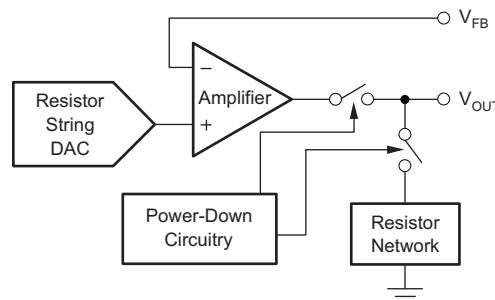 V_FB
−
Amplifier
+
Resistor
String
DAC
V_OUT
Power-Down
Circuitry
Resistor
Network